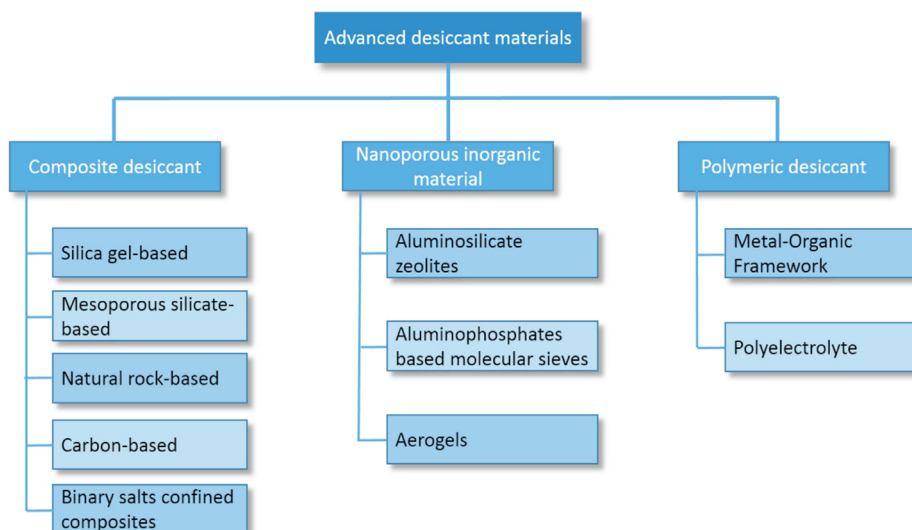 Advanced desiccant materials
Composite desiccant
Silica gel-based
Mesoporous silicate-
based
Natural rock-based
Carbon-based
Binary salts confined
composites
Nanoporous inorganic
material
Aluminosilicate
zeolites
Aluminophosphates
based molecular sieves
Aerogels
Polymeric desiccant
Metal-Organic
Framework
Polyelectrolyte